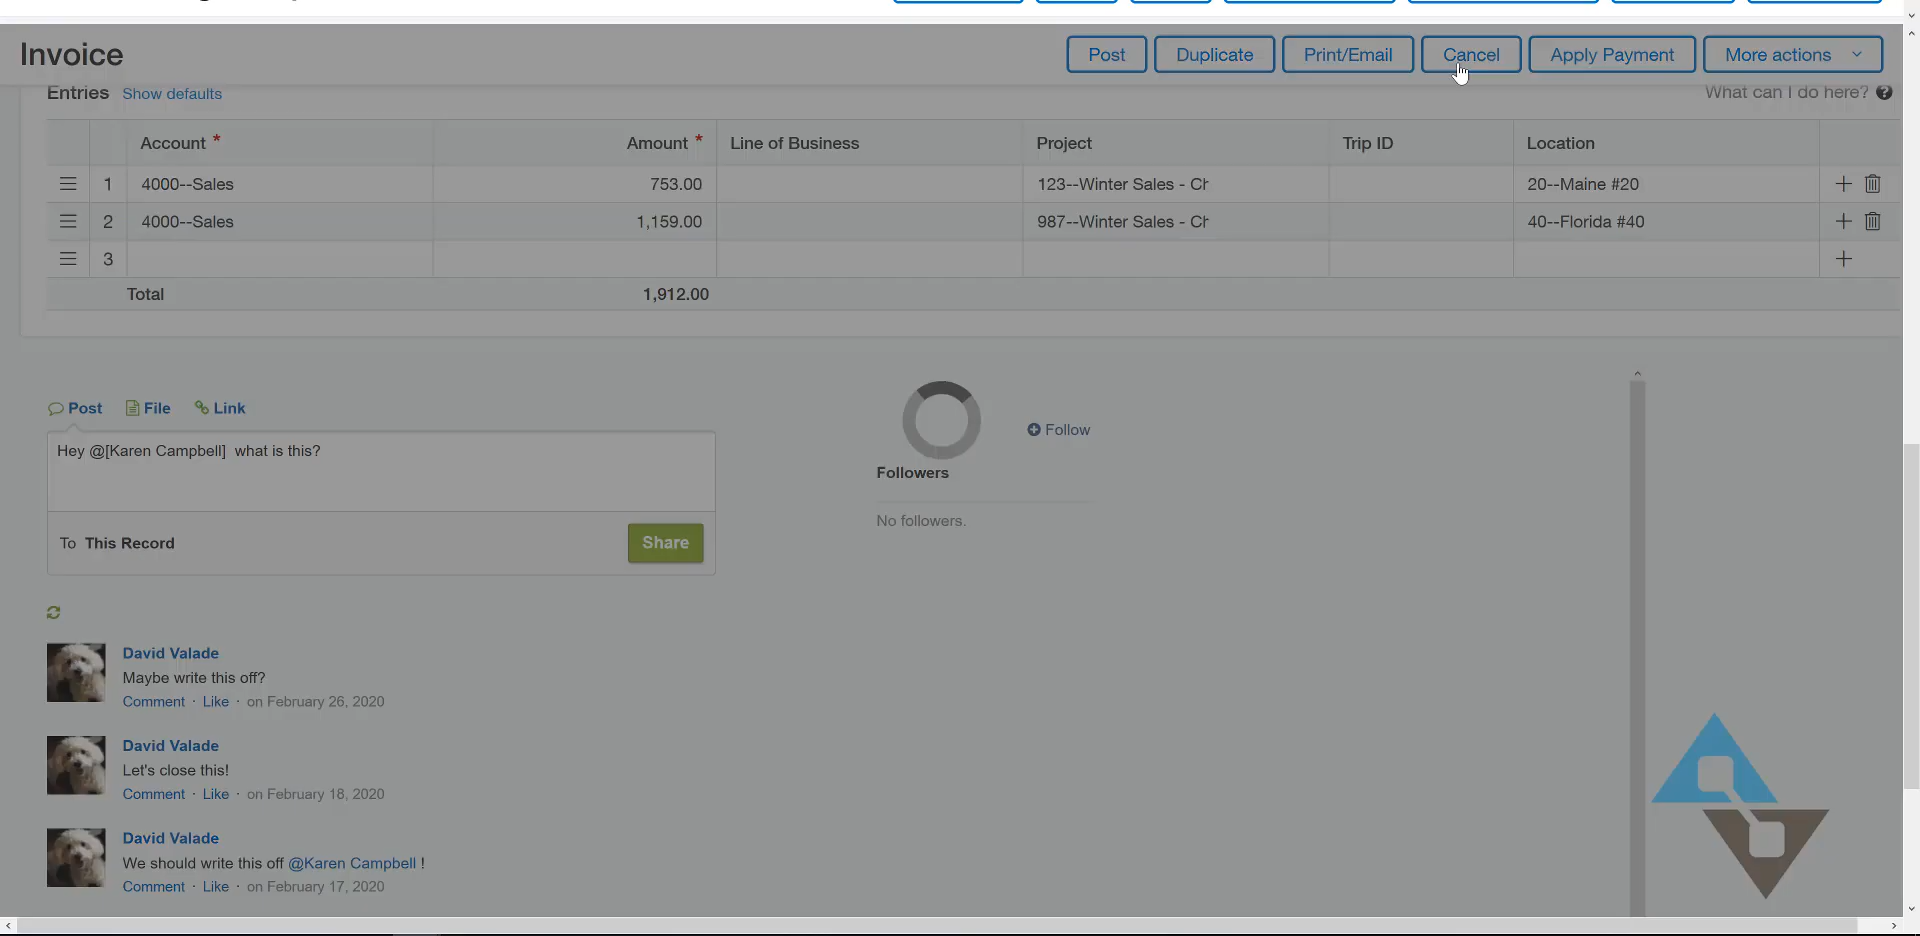 Invoice
Post
Duplicate
Print/Email
Cancel
Apply Payment
More actions
Entries Show defaults
What can I do here?
Account * Amount * Line of Business Project Trip ID Location
1 4000--Sales 753.00 123--Winter Sales - Ch 20--Maine #20
2 4000--Sales 1,159.00 987--Winter Sales - Ch 40--Florida #40
3
Total 1,912.00
Post File Link
Hey @[Karen Campbell] what is this?
To This Record
Share
Follow
Followers
No followers.
David Valade
Maybe write this off?
Comment · Like · on February 26, 2020
David Valade
Let's close this!
Comment · Like · on February 18, 2020
David Valade
We should write this off @Karen Campbell !
Comment · Like · on February 17, 2020